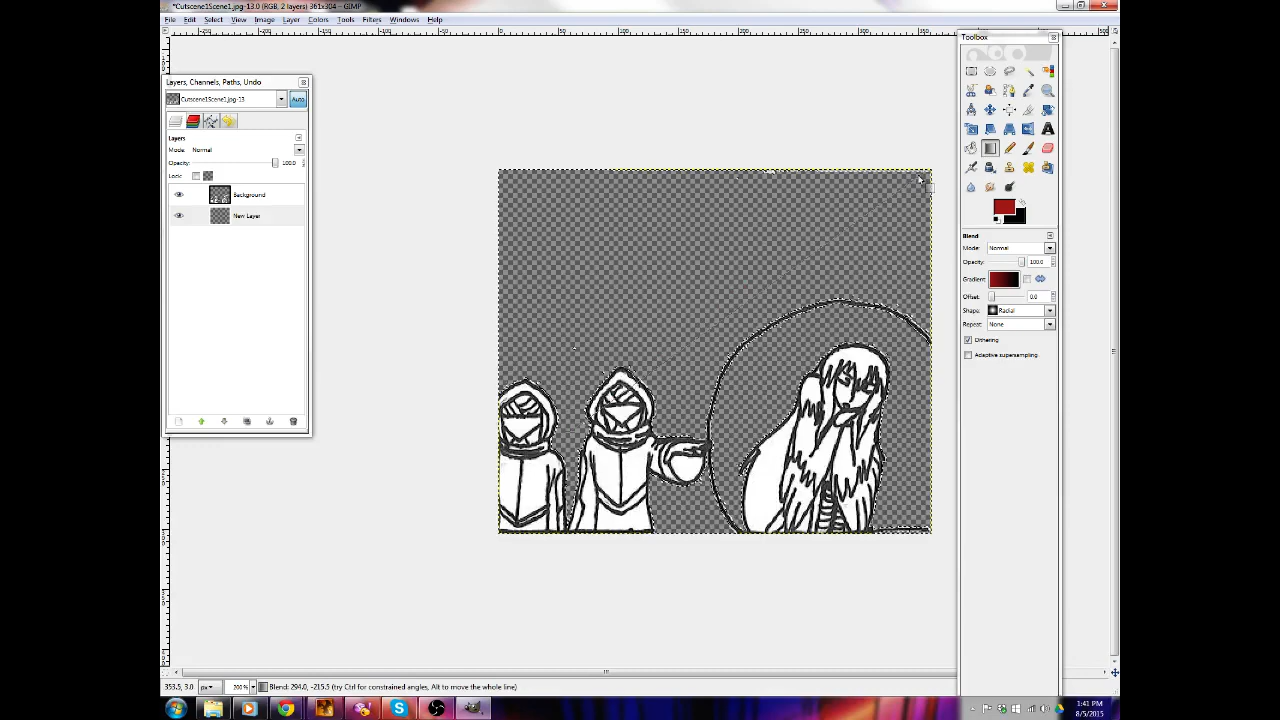 *Cutscene1Scene1.jpg-13.0 (RGB, 2 layers) 361x304 – GIMP
File Edit Select View Image Layer Colors Tools Filters Windows Help
Toolbox
Layers, Channels, Paths, Undo
Cutscene1Scene1.jpg-13
Auto
Layers
Mode: Normal
Opacity: 100.0
Lock:
Background
New Layer
Blend
Mode: Normal
Opacity: 100.0
Gradient:
Offset: 0.0
Shape: Radial
Repeat: None
Dithering
Adaptive supersampling
353.5, 3.0 px 200% Blend: 294.0, -215.5 (try Ctrl for constrained angles, Alt to move the whole line)
1:41 PM
8/5/2015